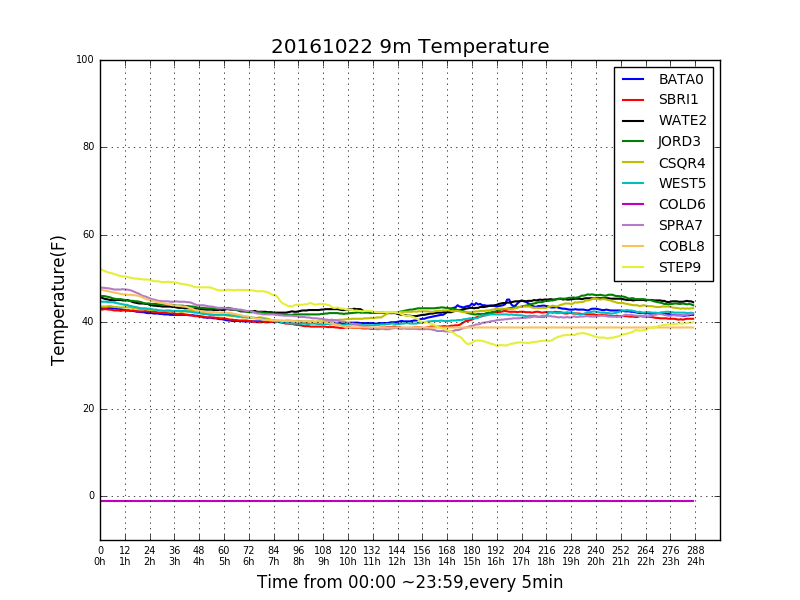 20161022 9m Temperature
100
80
60
40
20
0
Temperature(F)
BATA0
SBRI1
WATE2
JORD3
CSQR4
WEST5
COLD6
SPRA7
COBL8
STEP9
0 12 24 36 48 60 72 84 96 108 120 132 144 156 168 180 192 204 216 228 240 252 264 276 288
0h 1h 2h 3h 4h 5h 6h 7h 8h 9h 10h 11h 12h 13h 14h 15h 16h 17h 18h 19h 20h 21h 22h 23h 24h
Time from 00:00 ~23:59,every 5min